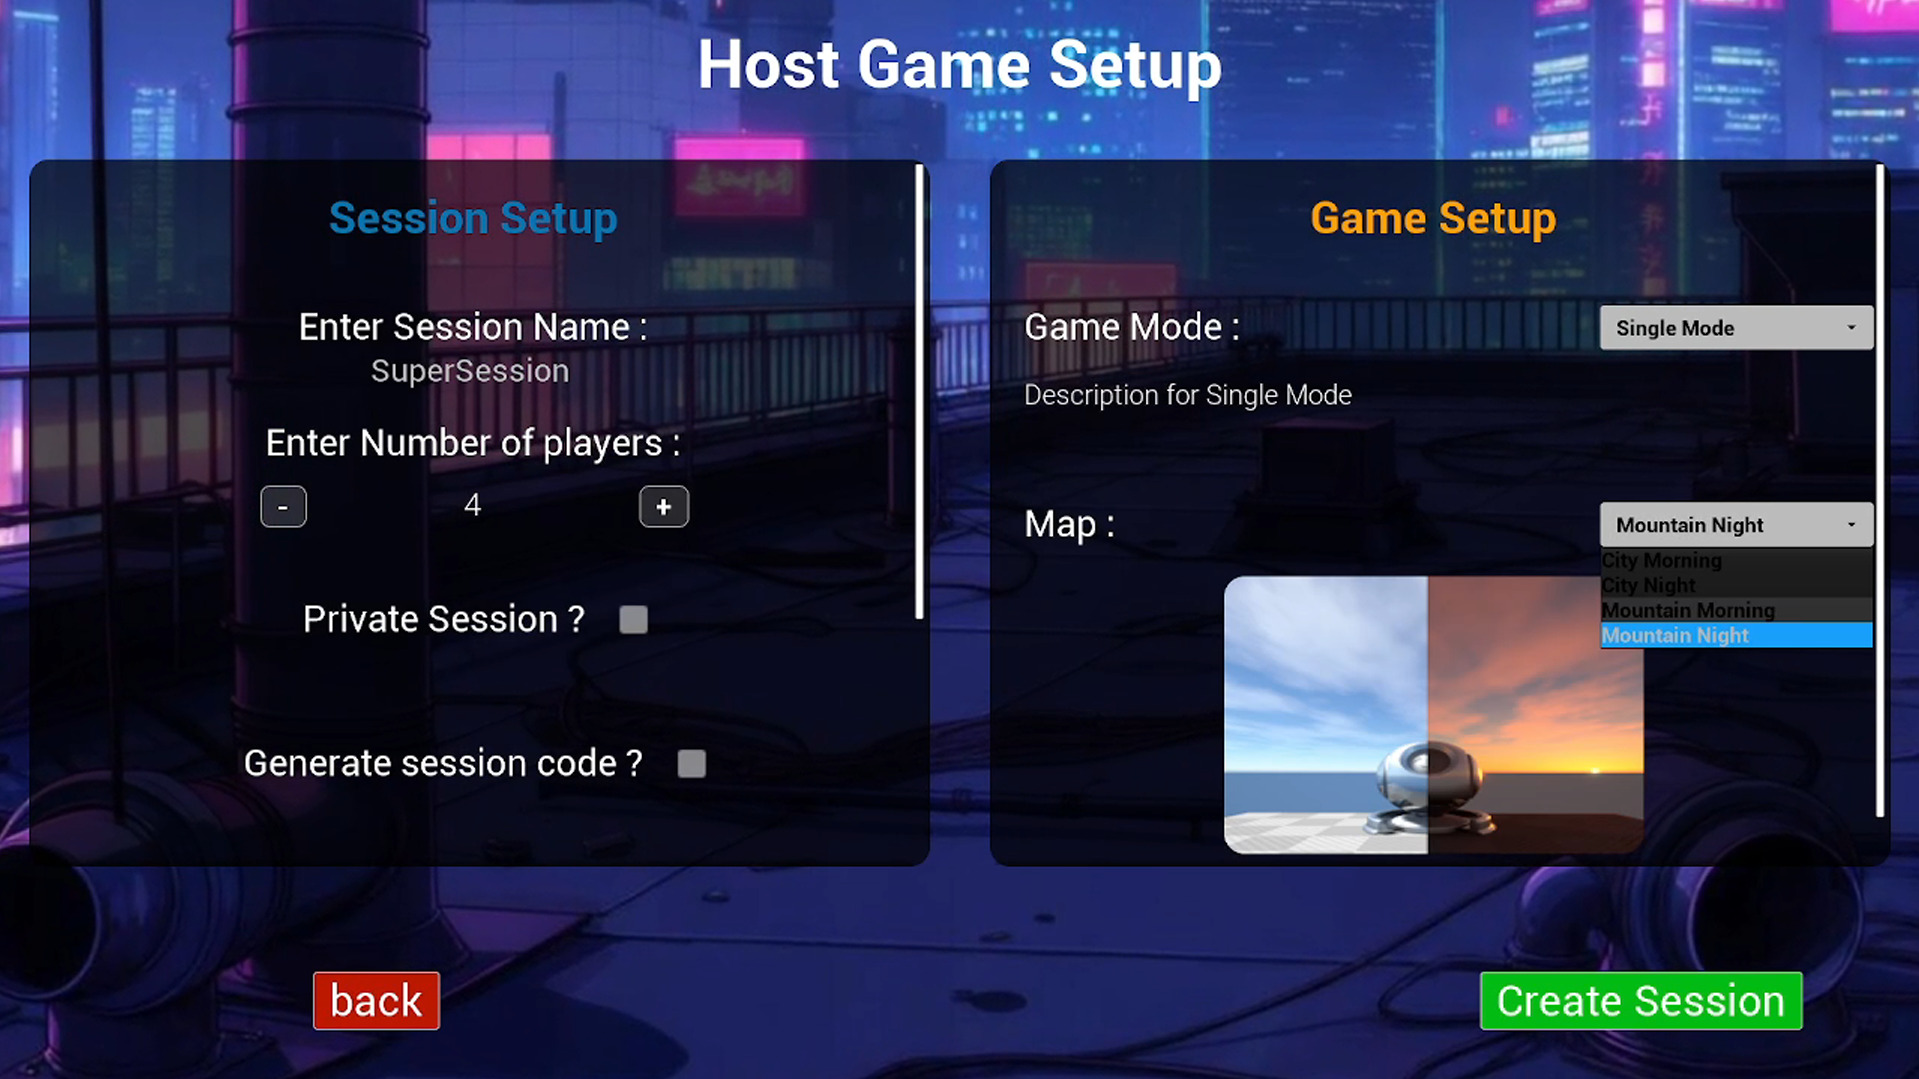 Host Game Setup
Session Setup
Enter Session Name :
SuperSession
Enter Number of players :
- 4 +
Private Session ?
Generate session code ?
Game Setup
Game Mode : Single Mode
Description for Single Mode
Map : Mountain Night
City Morning
City Night
Mountain Morning
Mountain Night
back
Create Session